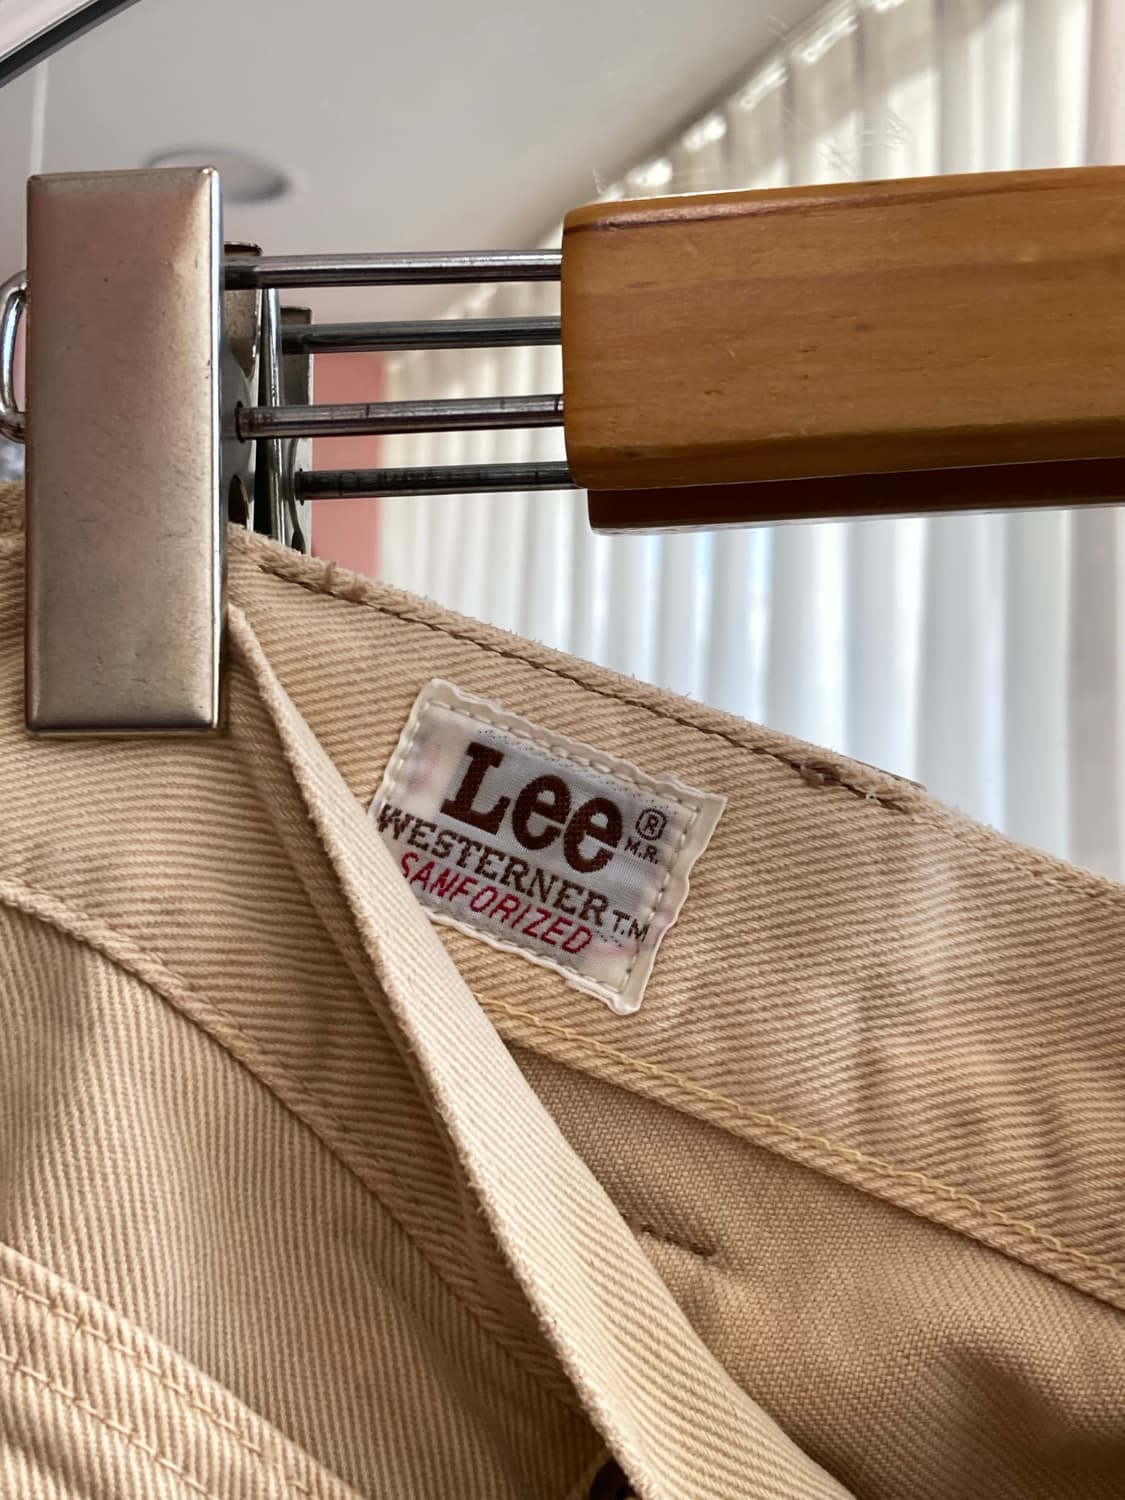 Lee®
M.R.
WESTERNER T.M
SANFORIZED